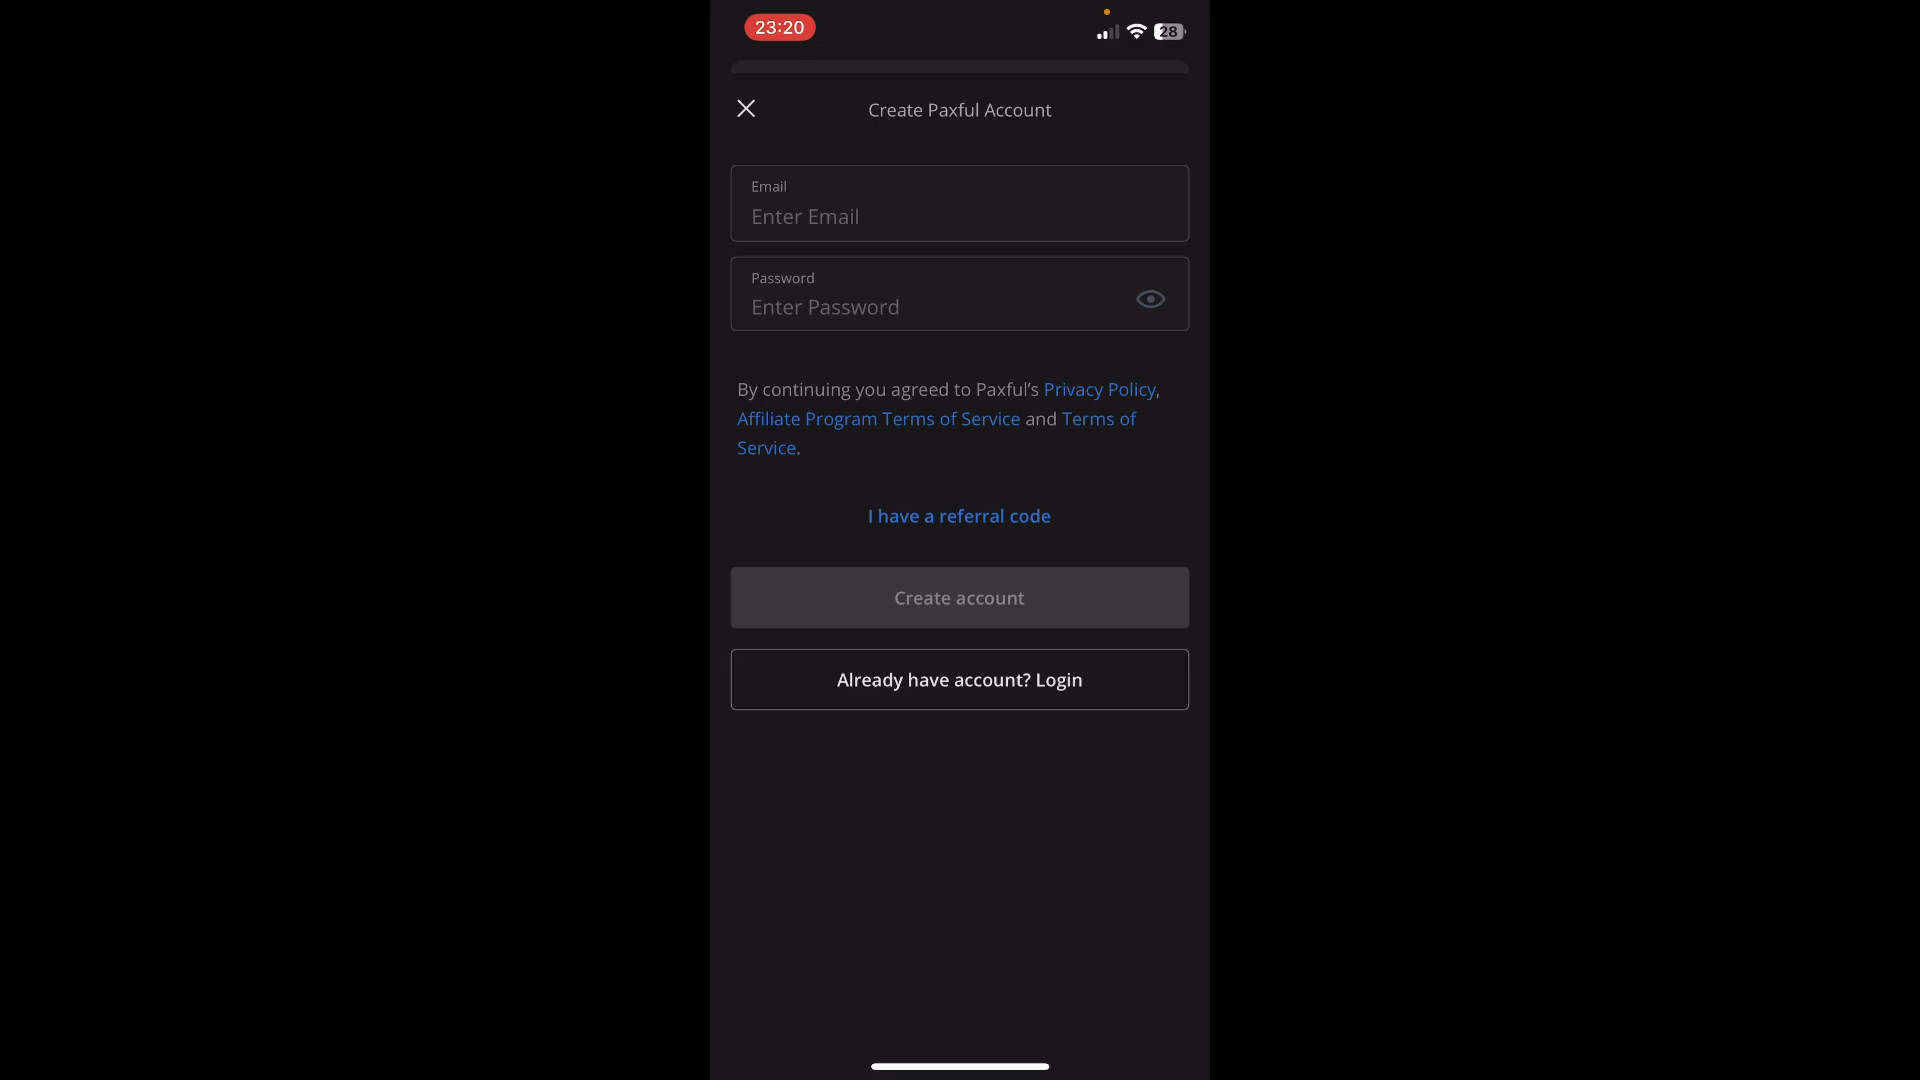 23:20
28
Create Paxful Account
Email
Enter Email
Password
Enter Password
By continuing you agreed to Paxful’s Privacy Policy,
Affiliate Program Terms of Service and Terms of
Service.
I have a referral code
Create account
Already have account? Login